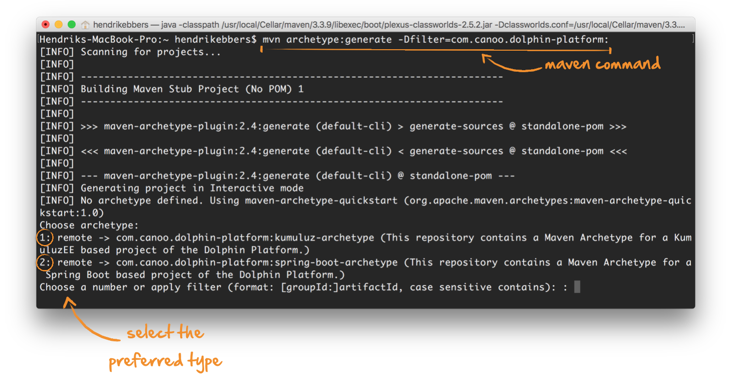 hendrikebbers — java -classpath /usr/local/Cellar/maven/3.3.9/libexec/boot/plexus-classworlds-2.5.2.jar -Dclassworlds.conf=/usr/local/Cellar/maven/3.3....
Hendriks-MacBook-Pro:~ hendrikebbers$ mvn archetype:generate -Dfilter=com.canoo.dolphin-platform:
[INFO] Scanning for projects...
maven command
[INFO]
[INFO] ------------------------------------------------------------------------
[INFO] Building Maven Stub Project (No POM) 1
[INFO] ------------------------------------------------------------------------
[INFO]
[INFO] >>> maven-archetype-plugin:2.4:generate (default-cli) > generate-sources @ standalone-pom >>>
[INFO]
[INFO] <<< maven-archetype-plugin:2.4:generate (default-cli) < generate-sources @ standalone-pom <<<
[INFO]
[INFO] --- maven-archetype-plugin:2.4:generate (default-cli) @ standalone-pom ---
[INFO] Generating project in Interactive mode
[INFO] No archetype defined. Using maven-archetype-quickstart (org.apache.maven.archetypes:maven-archetype-quic
kstart:1.0)
Choose archetype:
1: remote -> com.canoo.dolphin-platform:kumuluz-archetype (This repository contains a Maven Archetype for a Kum
uluzEE based project of the Dolphin Platform.)
2: remote -> com.canoo.dolphin-platform:spring-boot-archetype (This repository contains a Maven Archetype for a
Spring Boot based project of the Dolphin Platform.)
Choose a number or apply filter (format: [groupId:]artifactId, case sensitive contains): :
select the
preferred type